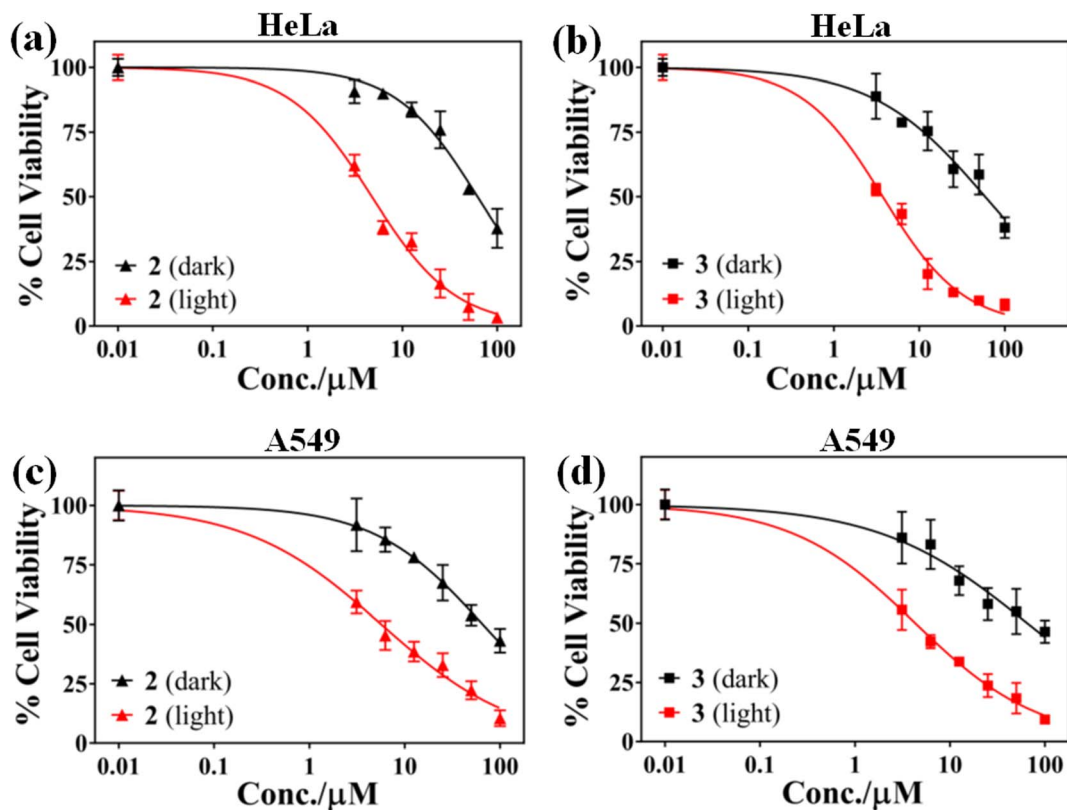 (a)
HeLa
% Cell Viability
100
75
50
25
0
2 (dark)
2 (light)
0.01 0.1 1 10 100
Conc./μM
(b)
HeLa
% Cell Viability
100
75
50
25
0
3 (dark)
3 (light)
0.01 0.1 1 10 100
Conc./μM
(c)
A549
% Cell Viability
100
75
50
25
0
2 (dark)
2 (light)
0.01 0.1 1 10 100
Conc./μM
(d)
A549
% Cell Viability
100
75
50
25
0
3 (dark)
3 (light)
0.01 0.1 1 10 100
Conc./μM